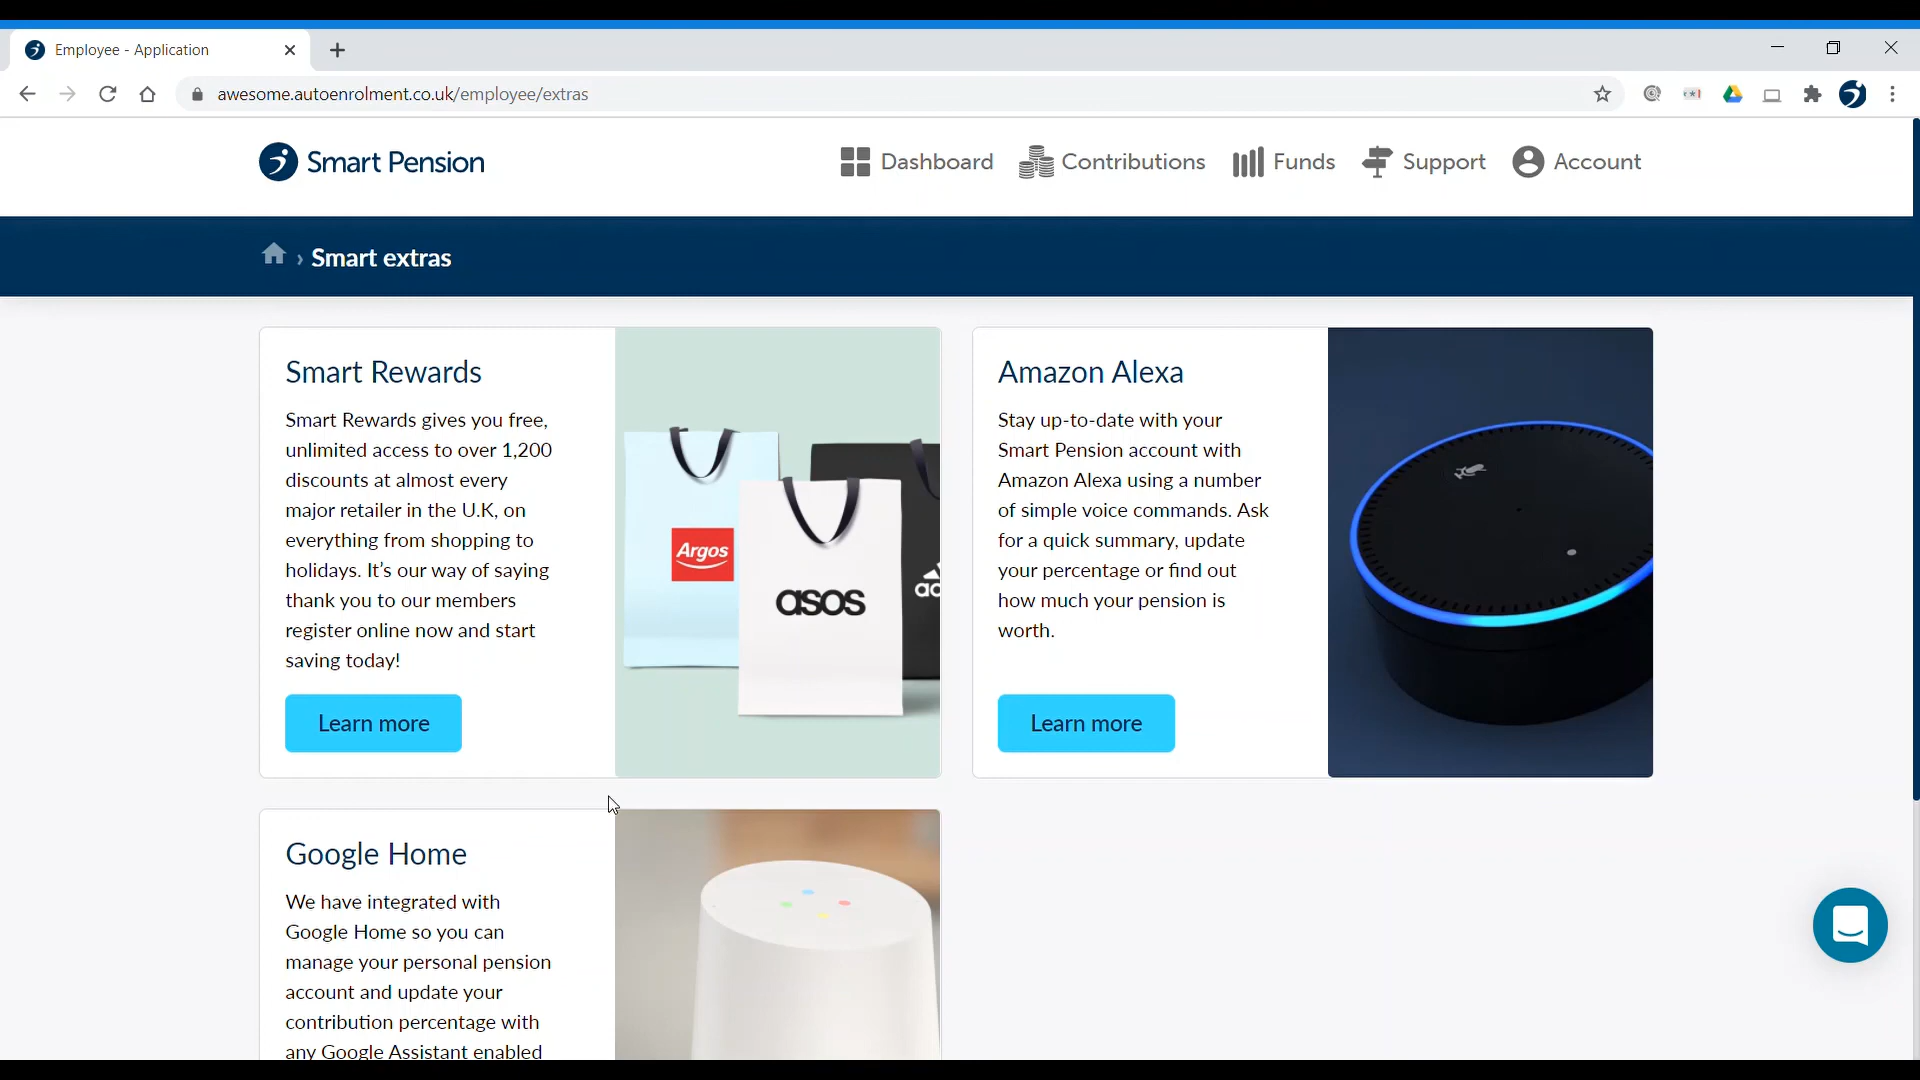 Employee - Application
awesome.autoenrolment.co.uk/employee/extras
Smart Pension
Dashboard
Contributions
Funds
Support
Account
› Smart extras
Smart Rewards
Smart Rewards gives you free,
unlimited access to over 1,200
discounts at almost every
major retailer in the U.K, on
everything from shopping to
holidays. It’s our way of saying
thank you to our members
register online now and start
saving today!
Learn more
Argos
asos
Amazon Alexa
Stay up-to-date with your
Smart Pension account with
Amazon Alexa using a number
of simple voice commands. Ask
for a quick summary, update
your percentage or find out
how much your pension is
worth.
Learn more
Google Home
We have integrated with
Google Home so you can
manage your personal pension
account and update your
contribution percentage with
any Google Assistant enabled